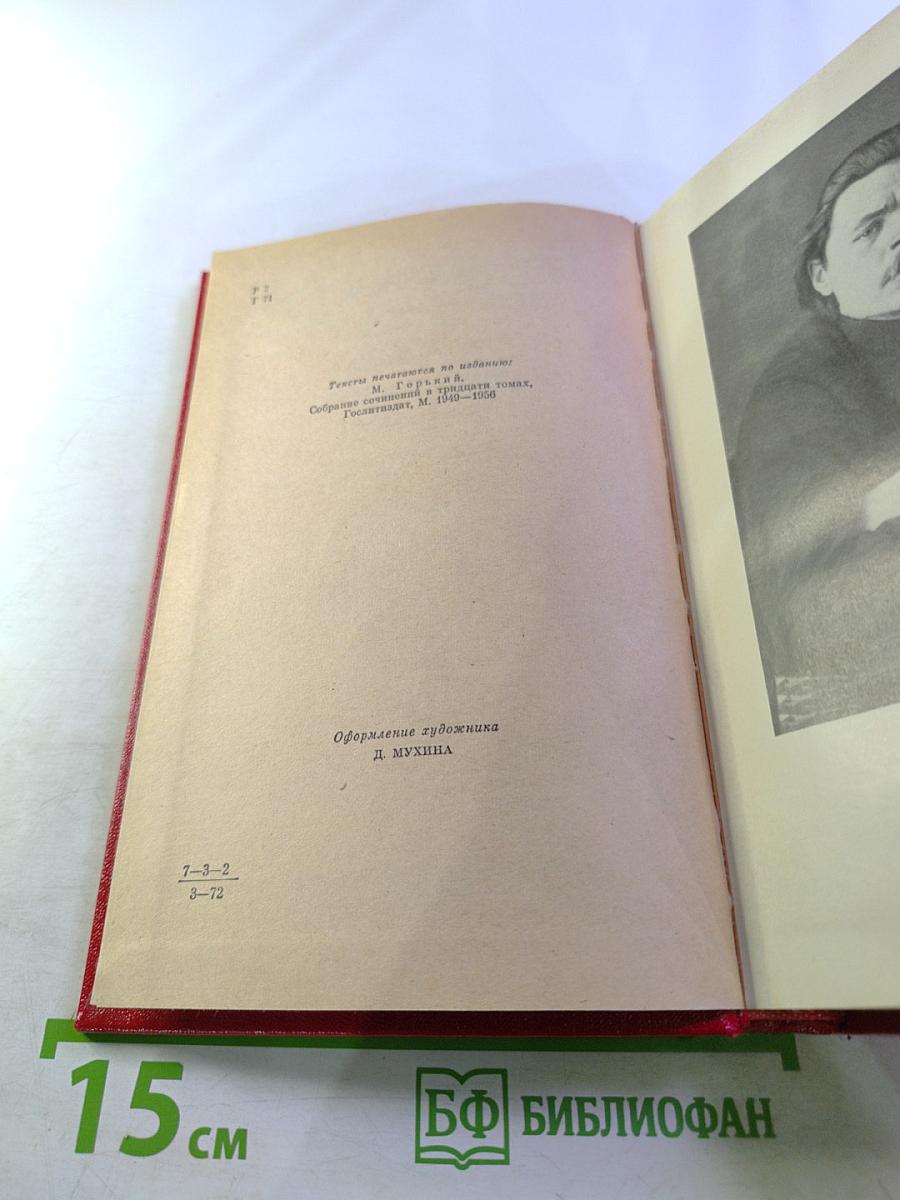 Р 2
Г 71
Тексты печатаются по изданию:
М. Горький.
Собрание сочинений в тридцати томах,
Гослитиздат, М. 1949—1956
Оформление художника
Д. МУХИНА
7—3—2
3—72
15 см
БФ БИБЛИОФАН